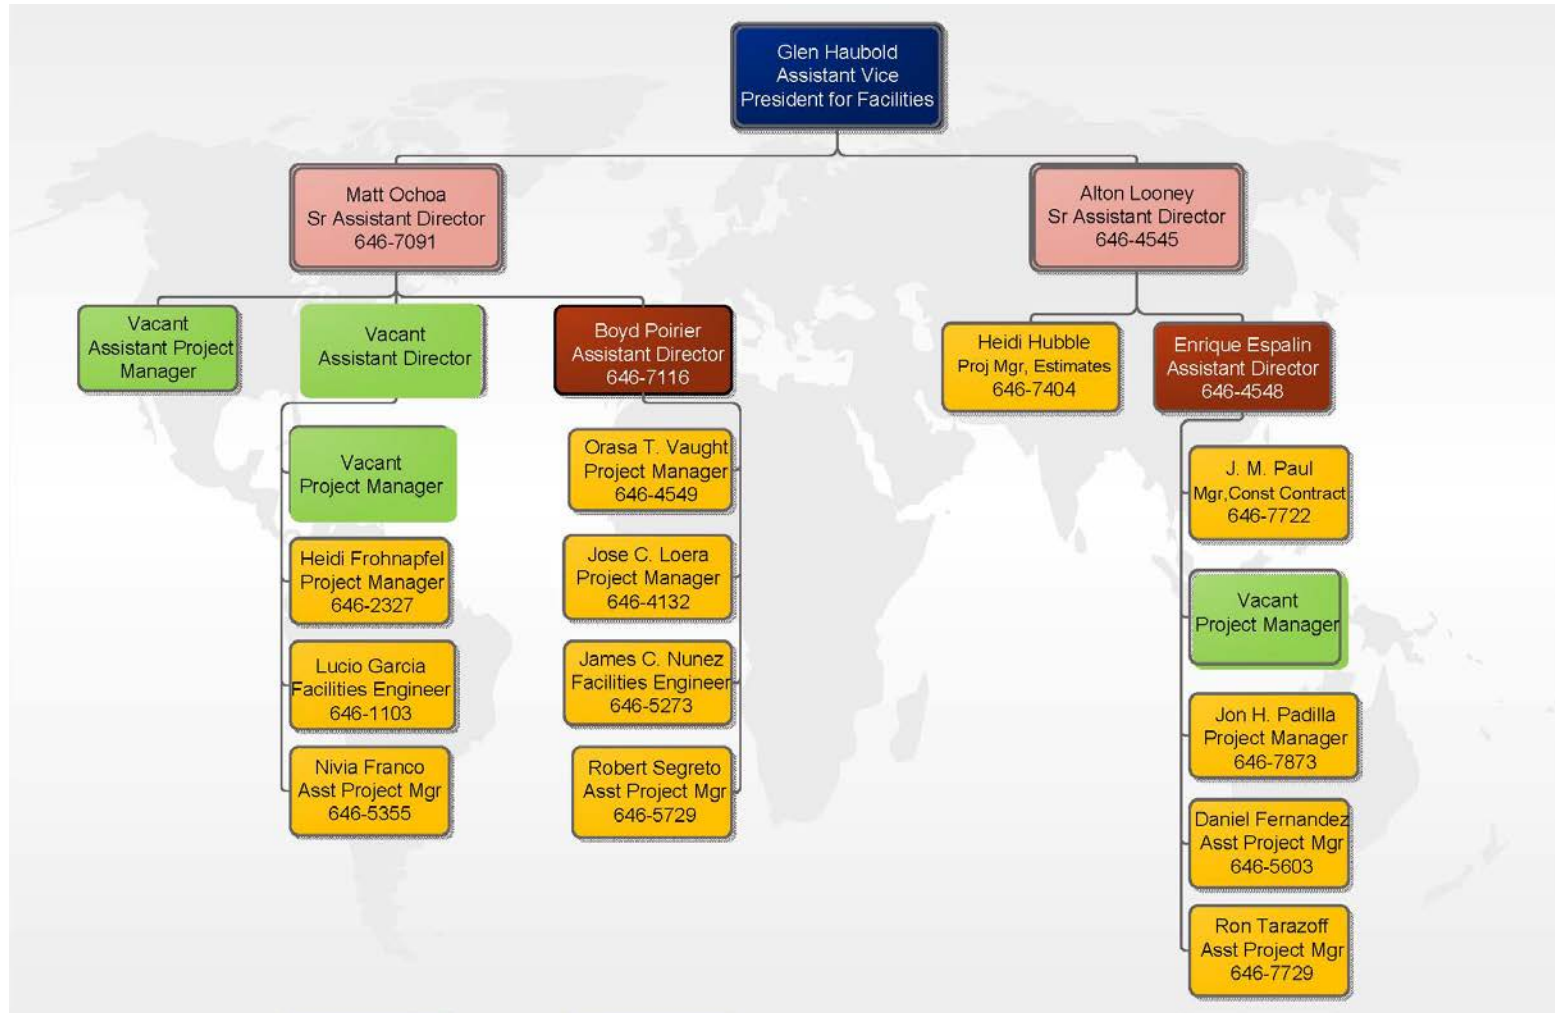 Glen Haubold
Assistant Vice
President for Facilities
Matt Ochoa
Sr Assistant Director
646-7091
Alton Looney
Sr Assistant Director
646-4545
Vacant
Assistant Project
Manager
Vacant
Assistant Director
Boyd Poirier
Assistant Director
646-7116
Heidi Hubble
Proj Mgr, Estimates
646-7404
Enrique Espalin
Assistant Director
646-4548
Vacant
Project Manager
Heidi Frohnapfel
Project Manager
646-2327
Lucio Garcia
Facilities Engineer
646-1103
Nivia Franco
Asst Project Mgr
646-5355
Orasa T. Vaught
Project Manager
646-4549
Jose C. Loera
Project Manager
646-4132
James C. Nunez
Facilities Engineer
646-5273
Robert Segreto
Asst Project Mgr
646-5729
J. M. Paul
Mgr,Const Contract
646-7722
Vacant
Project Manager
Jon H. Padilla
Project Manager
646-7873
Daniel Fernandez
Asst Project Mgr
646-5603
Ron Tarazoff
Asst Project Mgr
646-7729